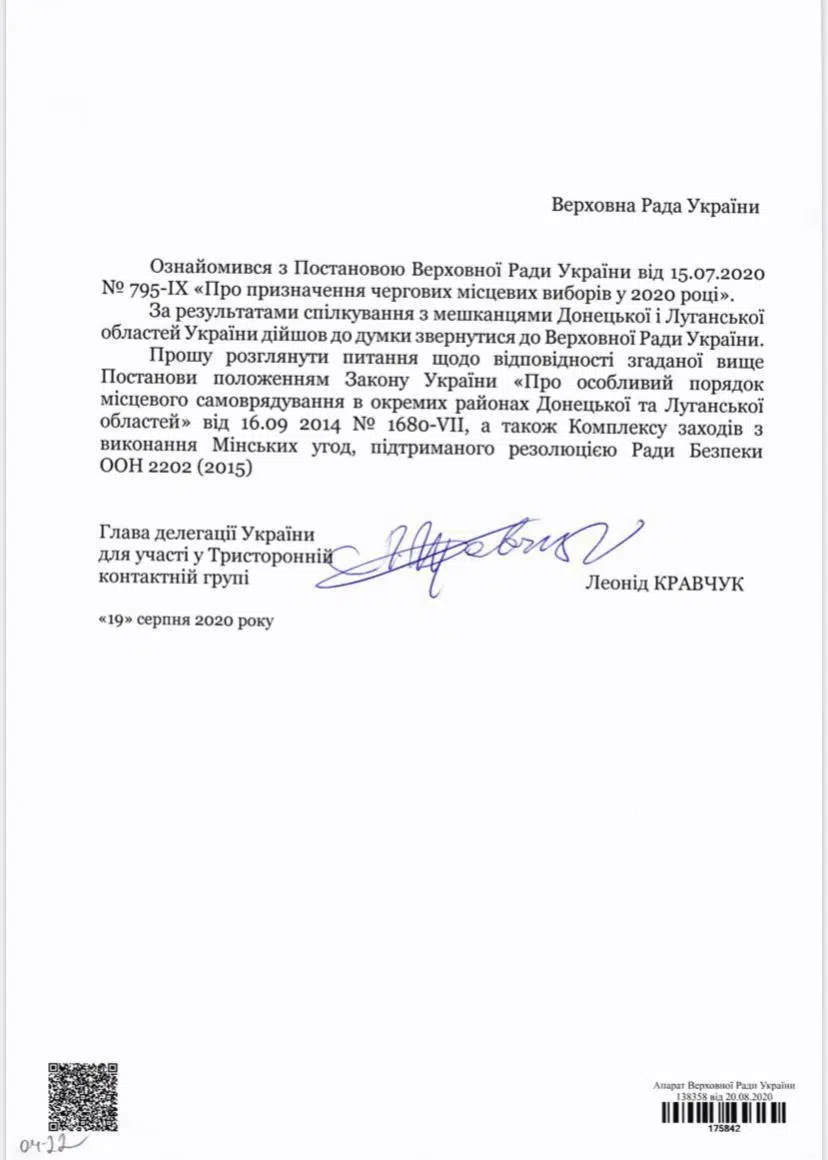 Верховна Рада України
Ознайомився з Постановою Верховної Ради України від 15.07.2020
№ 795-IX «Про призначення чергових місцевих виборів у 2020 році».
За результатами спілкування з мешканцями Донецької і Луганської
областей України дійшов до думки звернутися до Верховної Ради України.
Прошу розглянути питання щодо відповідності згаданої вище
Постанови положенням Закону України «Про особливий порядок
місцевого самоврядування в окремих районах Донецької та Луганської
областей» від 16.09 2014 № 1680-VII, а також Комплексу заходів з
виконання Мінських угод, підтриманого резолюцією Ради Безпеки
ООН 2202 (2015)
Глава делегації України
для участі у Тристоронній
контактній групі
Леонід КРАВЧУК
«19» серпня 2020 року
Апарат Верховної Ради України
138358 від 20.08.2020
175842
04-22